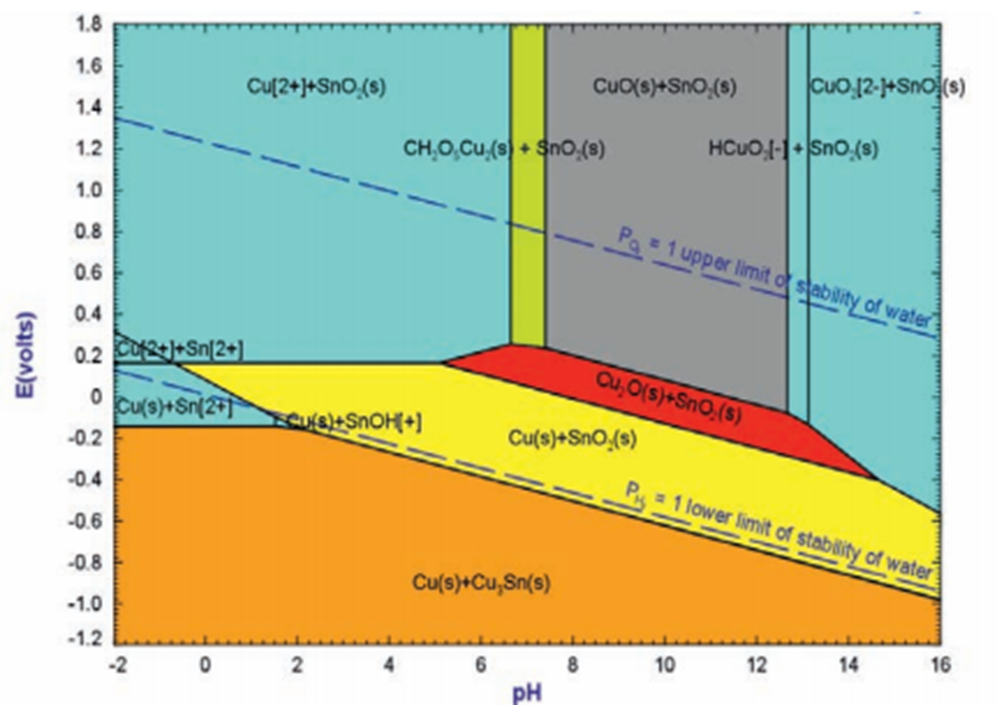 1.8
1.6
1.4
1.2
1.0
0.8
0.6
0.4
0.2
0
-0.2
-0.4
-0.6
-0.8
-1.0
-1.2
E(volts)
Cu[2+]+SnO₂(s)
CuO(s)+SnO₂(s)
CuO₂[2-]+SnO₂(s)
CH₂O₅Cu₂(s) + SnO₂(s)
HCuO₂[-] + SnO₂(s)
P_O₂ = 1 upper limit of stability of water
Cu[2+]+Sn[2+]
Cu(s)+Sn[2+]
Cu₂O(s)+SnO₂(s)
Cu(s)+SnOH[+]
Cu(s)+SnO₂(s)
P_H₂ = 1 lower limit of stability of water
Cu(s)+Cu₃Sn(s)
-2 0 2 4 6 8 10 12 14 16
pH